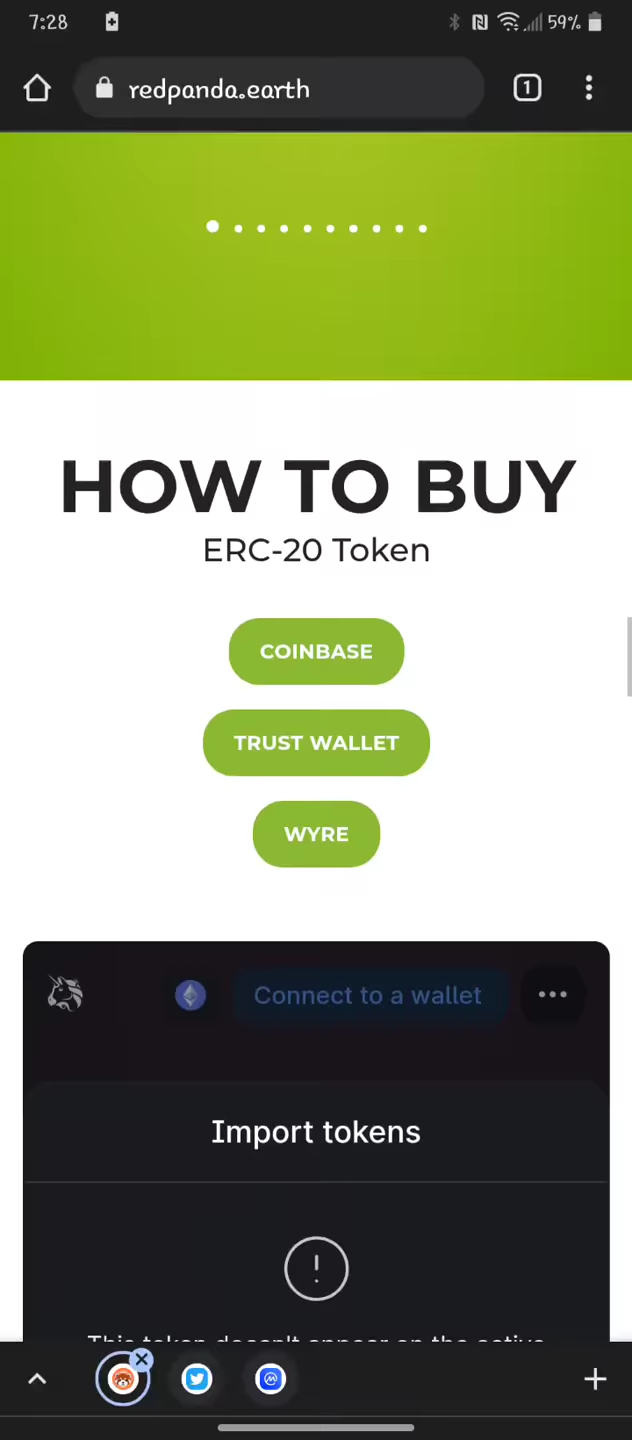 7:28
59%
redpanda.earth
1
HOW TO BUY
ERC-20 Token
COINBASE
TRUST WALLET
WYRE
Connect to a wallet
Import tokens
This token doesn't appear on the active